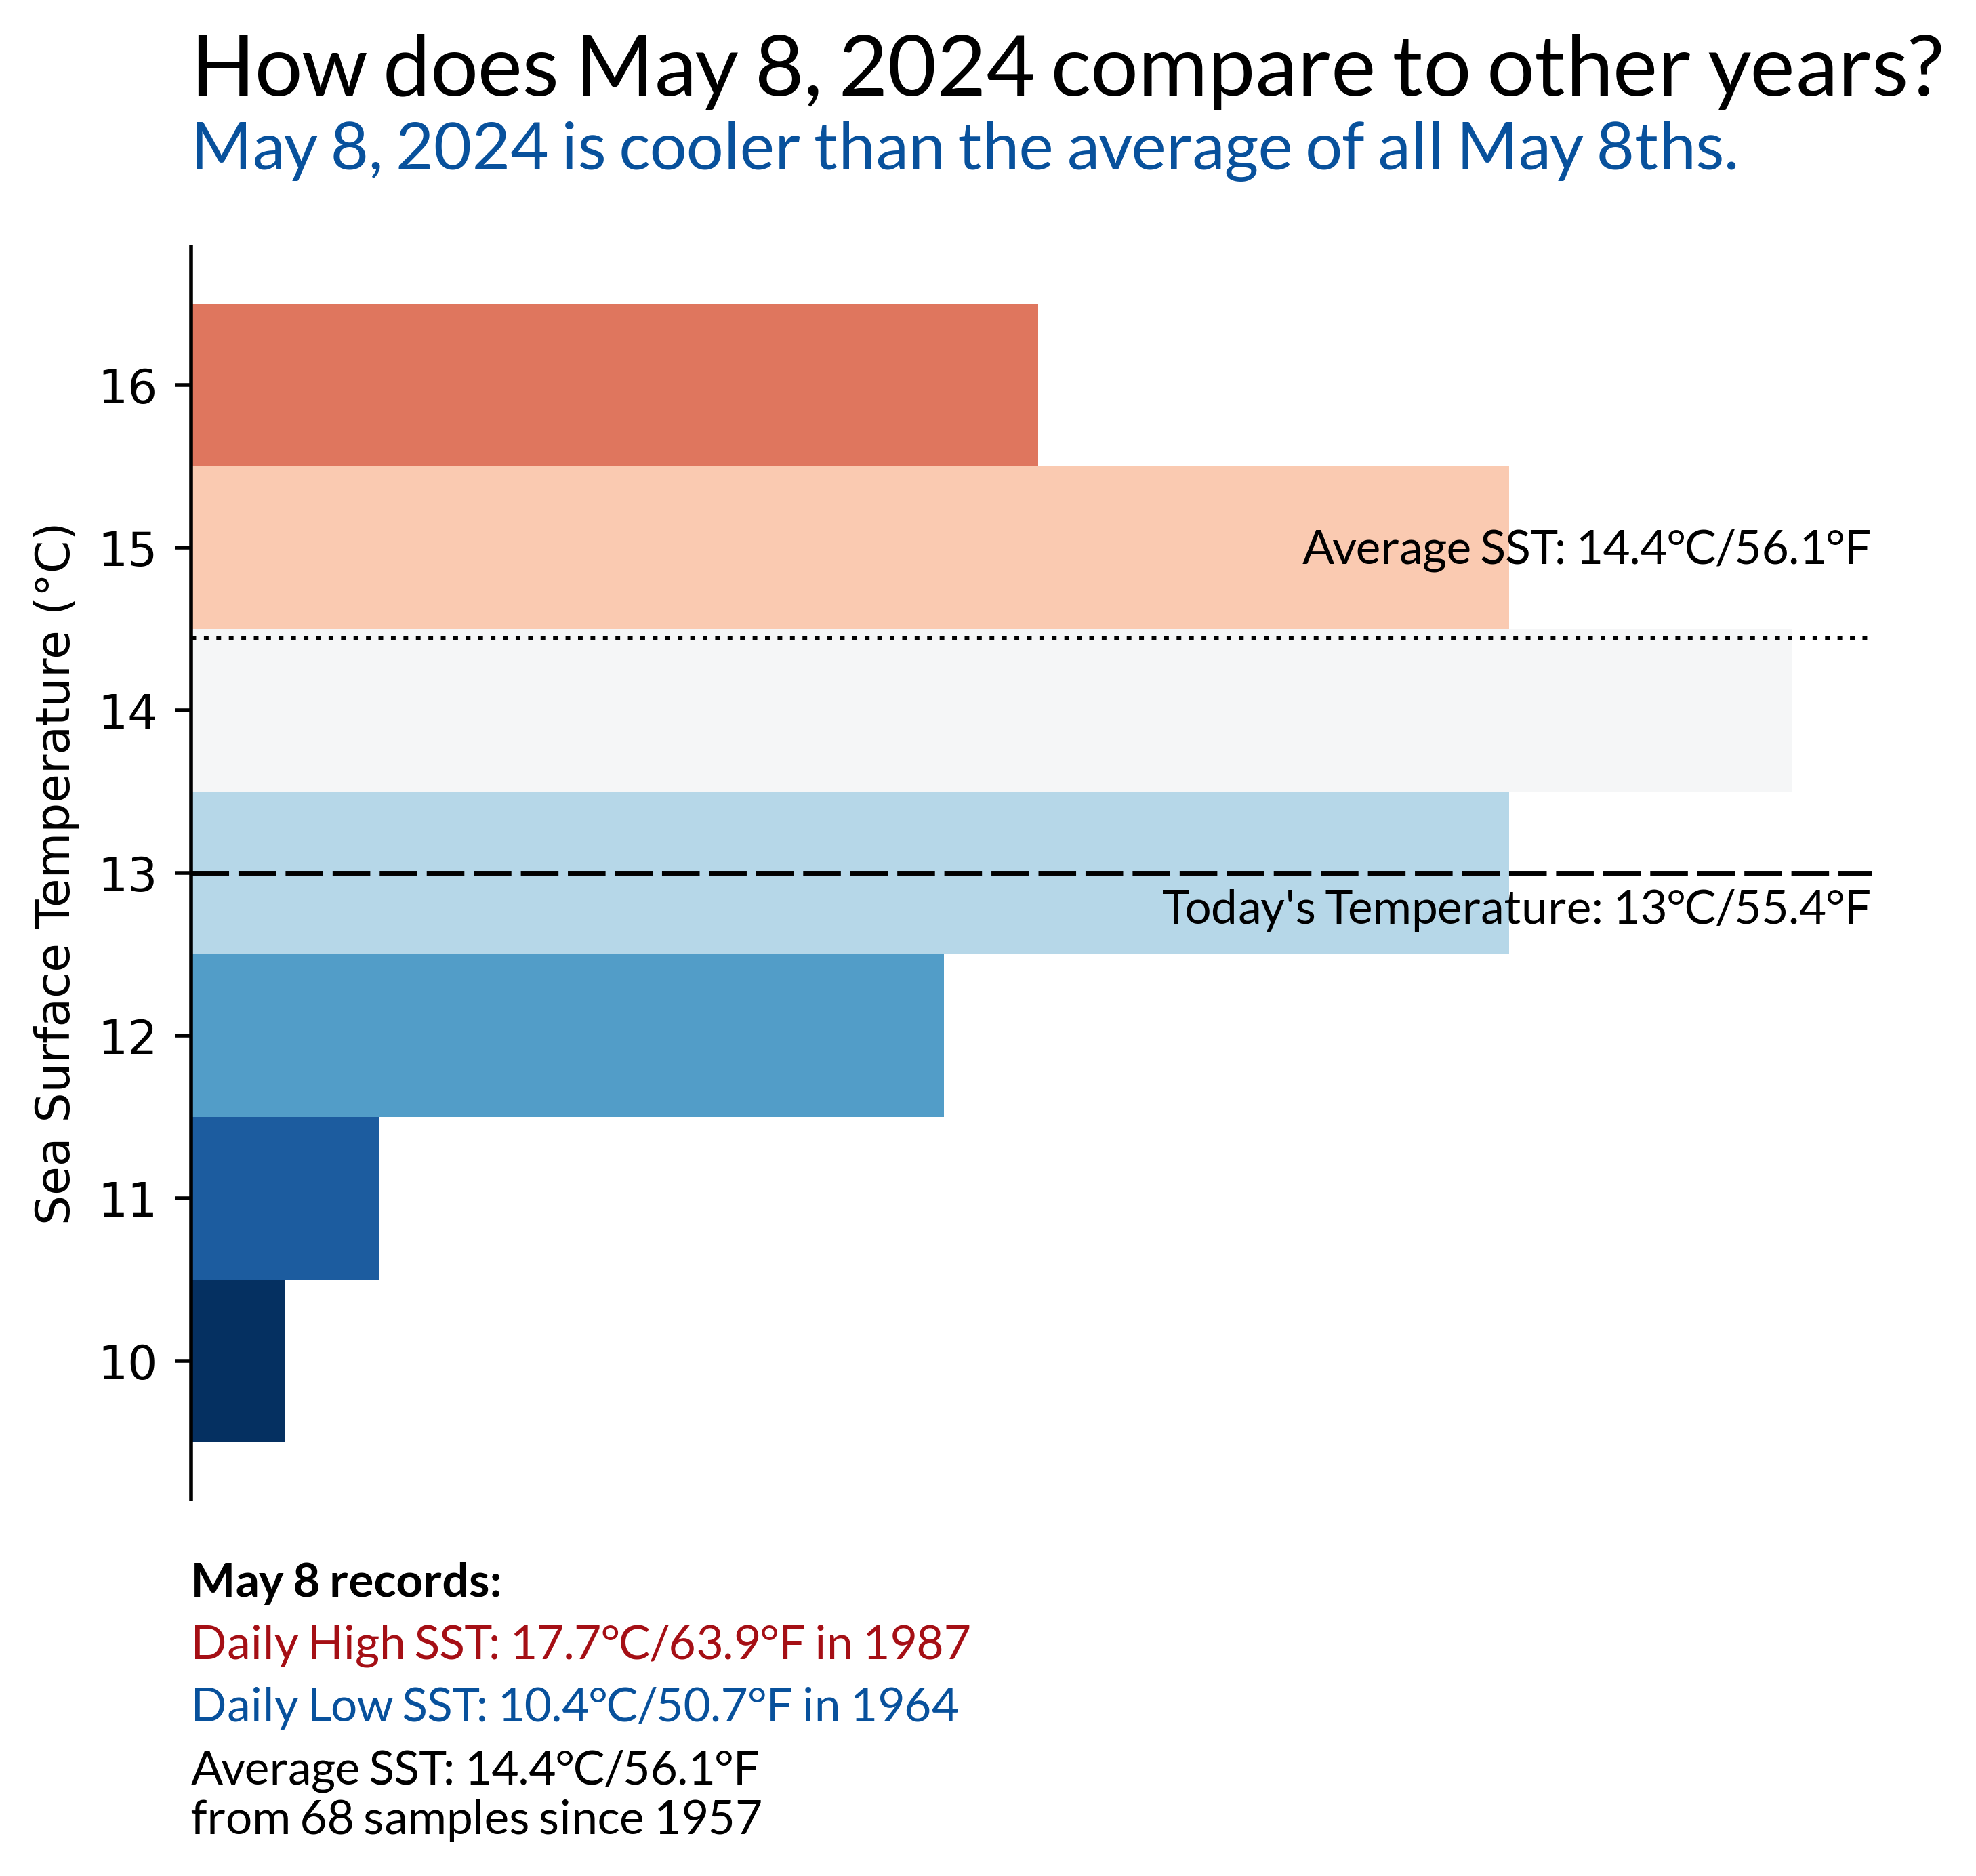 How does May 8, 2024 compare to other years?
May 8, 2024 is cooler than the average of all May 8ths.
Sea Surface Temperature (°C)
16
15
Average SST: 14.4°C/56.1°F
14
13
Today's Temperature: 13°C/55.4°F
12
11
10
May 8 records:
Daily High SST: 17.7°C/63.9°F in 1987
Daily Low SST: 10.4°C/50.7°F in 1964
Average SST: 14.4°C/56.1°F
from 68 samples since 1957